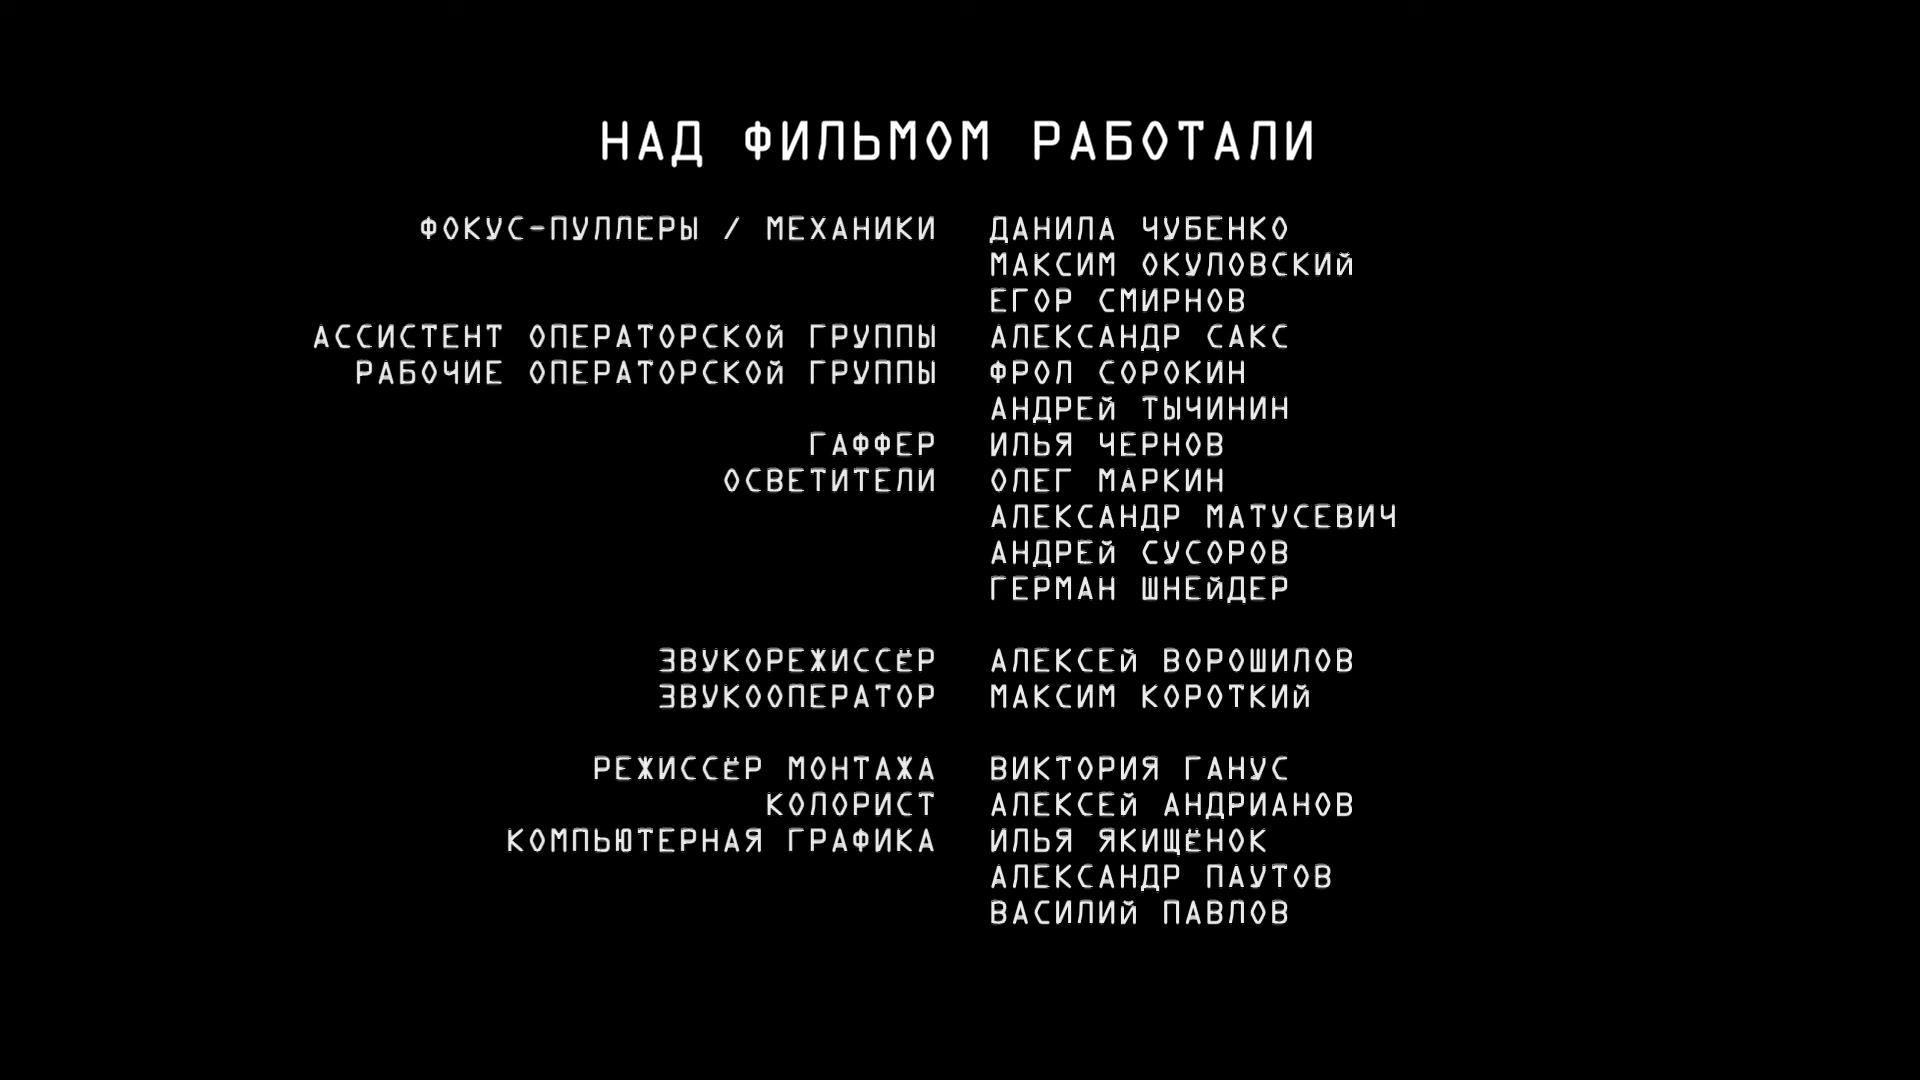 НАД ФИЛЬМОМ РАБОТАЛИ
ФОКУС-ПУЛЛЕРЫ / МЕХАНИКИ ДАНИЛА ЧУБЕНКО
МАКСИМ ОКУЛОВСКИЙ
ЕГОР СМИРНОВ
АССИСТЕНТ ОПЕРАТОРСКОЙ ГРУППЫ АЛЕКСАНДР САКС
РАБОЧИЕ ОПЕРАТОРСКОЙ ГРУППЫ ФРОЛ СОРОКИН
АНДРЕЙ ТЫЧИНИН
ГАФФЕР ИЛЬЯ ЧЕРНОВ
ОСВЕТИТЕЛИ ОЛЕГ МАРКИН
АЛЕКСАНДР МАТУСЕВИЧ
АНДРЕЙ СУСОРОВ
ГЕРМАН ШНЕЙДЕР
ЗВУКОРЕЖИССЁР АЛЕКСЕЙ ВОРОШИЛОВ
ЗВУКООПЕРАТОР МАКСИМ КОРОТКИЙ
РЕЖИССЁР МОНТАЖА ВИКТОРИЯ ГАНУС
КОЛОРИСТ АЛЕКСЕЙ АНДРИАНОВ
КОМПЬЮТЕРНАЯ ГРАФИКА ИЛЬЯ ЯКИЩЁНОК
АЛЕКСАНДР ПАУТОВ
ВАСИЛИЙ ПАВЛОВ